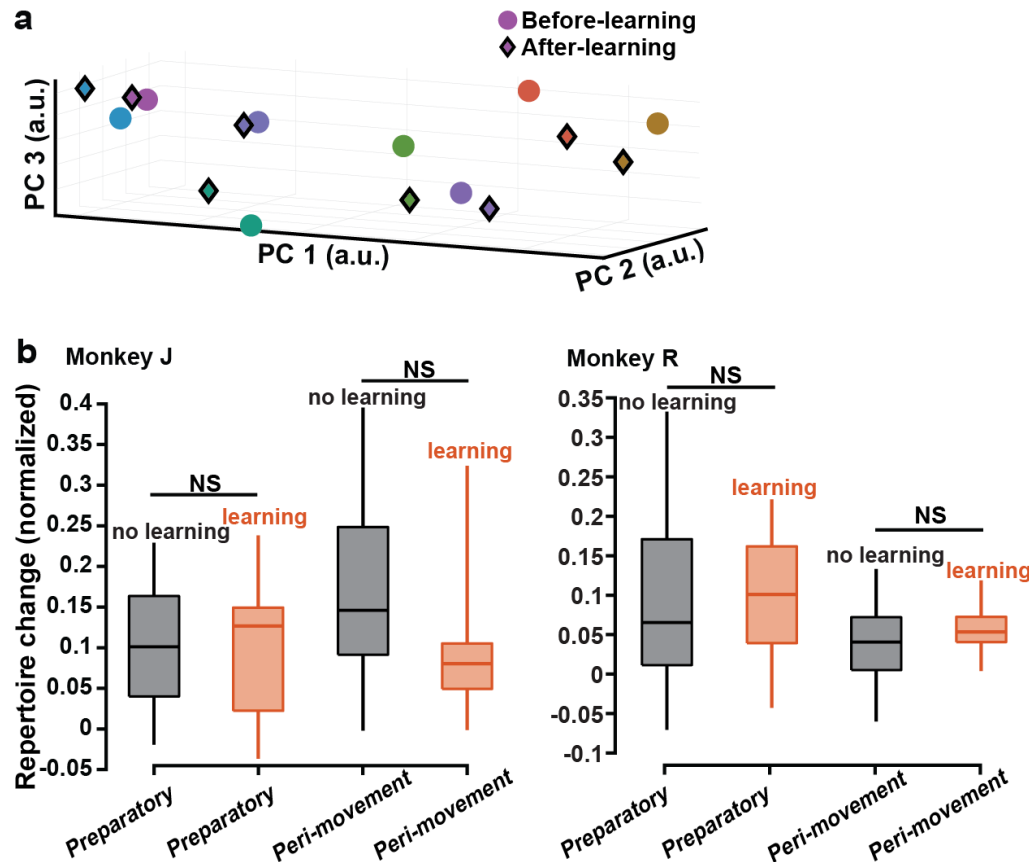 a
Before-learning
After-learning
PC 3 (a.u.)
PC 1 (a.u.)
PC 2 (a.u.)
b
Monkey J
Repertoire change (normalized)
0.4
0.35
0.3
0.25
0.2
0.15
0.1
0.05
0
-0.05
NS
no learning
learning
NS
no learning
learning
Preparatory
Preparatory
Peri-movement
Peri-movement
Monkey R
0.35
0.3
0.25
0.2
0.15
0.1
0.05
0
-0.05
-0.1
NS
no learning
learning
NS
no learning
learning
Preparatory
Preparatory
Peri-movement
Peri-movement